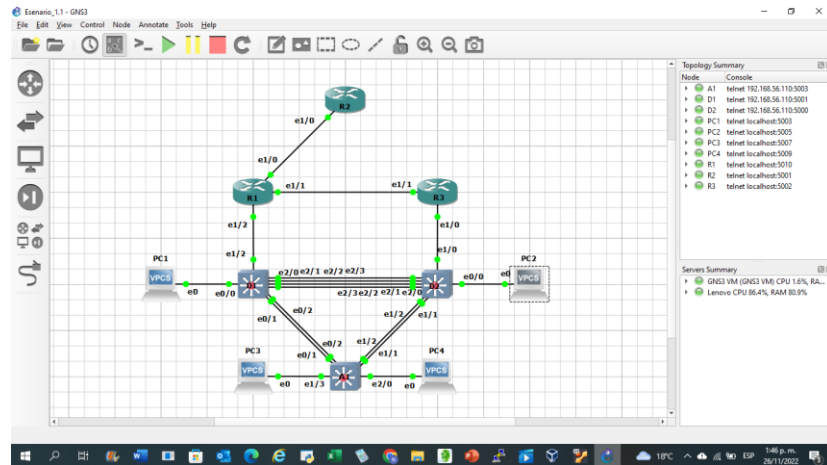 Esenario_1.1 - GNS3
File Edit View Control Node Annotate Tools Help
Topology Summary
Node Console
A1 telnet 192.168.56.110:5003
D1 telnet 192.168.56.110:5001
D2 telnet 192.168.56.110:5000
PC1 telnet localhost:5003
PC2 telnet localhost:5005
PC3 telnet localhost:5007
PC4 telnet localhost:5009
R1 telnet localhost:5010
R2 telnet localhost:5001
R3 telnet localhost:5002
Servers Summary
GNS3 VM (GNS3 VM) CPU 1.6%, RA...
Lenovo CPU 86.4%, RAM 80.9%
R2
e1/0
e1/0
R1
e1/1
e1/1
R3
e1/2
e1/0
e1/2
e1/0
PC1
VPCS
e0
e0/0
D1
e2/0 e2/1 e2/2 e2/3
e2/3 e2/2 e2/1 e2/0
D2
e0/0
e0
PC2
VPCS
e0/2
e0/1
e1/2
e1/1
e0/2
e0/1
e1/2
e1/1
PC3
VPCS
e0
e1/3
A1
e2/0
e0
PC4
VPCS
18°C
ESP
1:46 p. m.
26/11/2022